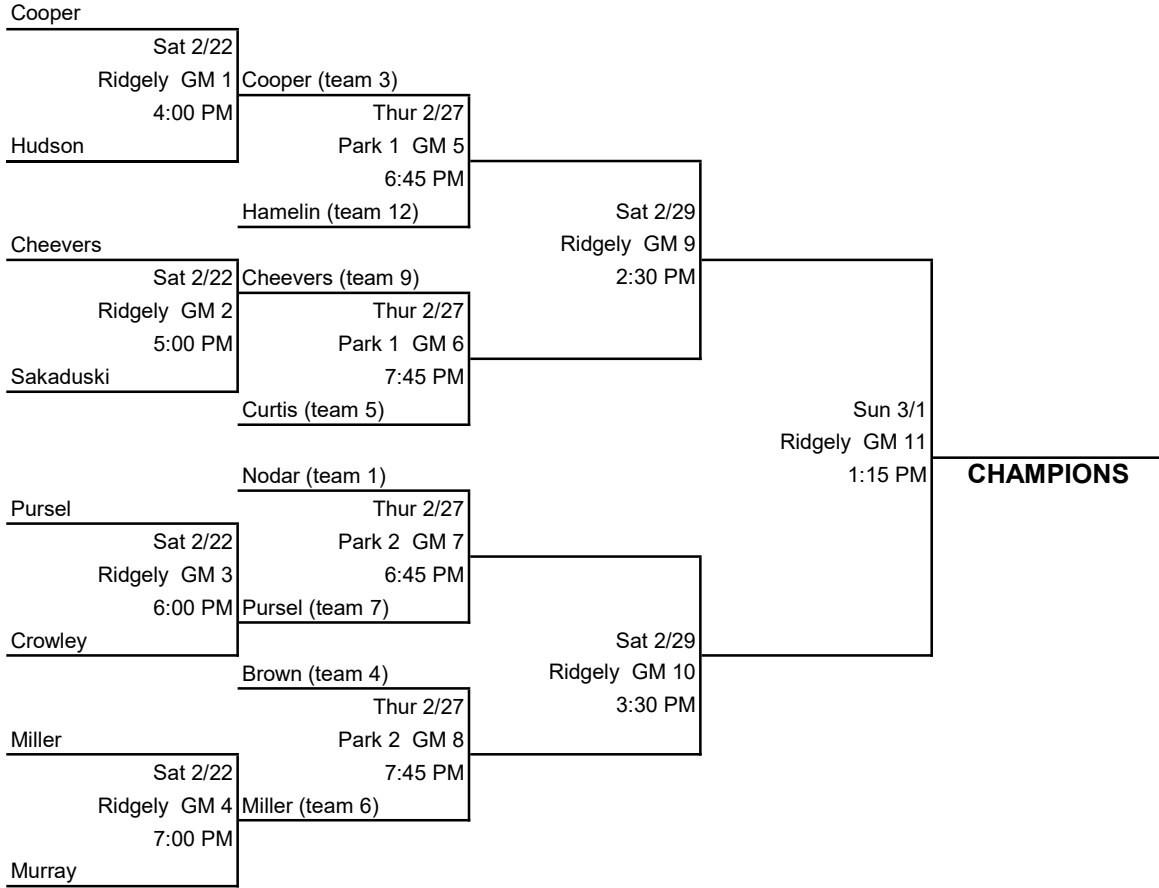 Cooper
Sat 2/22
Ridgely GM 1
4:00 PM
Hudson
Cooper (team 3)
Thur 2/27
Park 1 GM 5
6:45 PM
Hamelin (team 12)
Cheevers
Sat 2/22
Ridgely GM 2
5:00 PM
Sakaduski
Cheevers (team 9)
Thur 2/27
Park 1 GM 6
7:45 PM
Curtis (team 5)
Sat 2/29
Ridgely GM 9
2:30 PM
Nodar (team 1)
Thur 2/27
Park 2 GM 7
6:45 PM
Pursel (team 7)
Pursel
Sat 2/22
Ridgely GM 3
6:00 PM
Crowley
Brown (team 4)
Thur 2/27
Park 2 GM 8
7:45 PM
Miller (team 6)
Miller
Sat 2/22
Ridgely GM 4
7:00 PM
Murray
Sat 2/29
Ridgely GM 10
3:30 PM
Sun 3/1
Ridgely GM 11
1:15 PM
CHAMPIONS